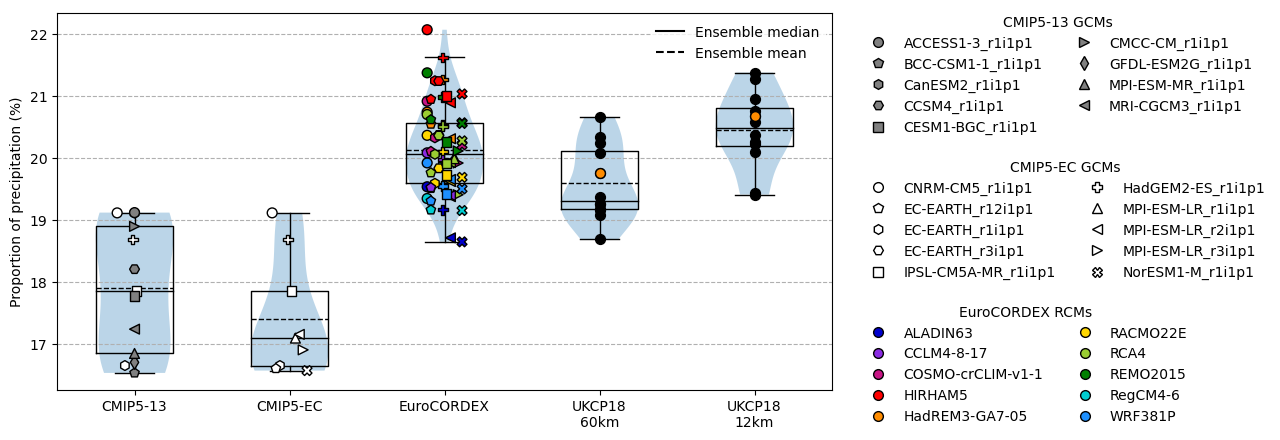 Proportion of precipitation (%)
22
21
20
19
18
17
Ensemble median
Ensemble mean
CMIP5-13
CMIP5-EC
EuroCORDEX
UKCP18
60km
UKCP18
12km
CMIP5-13 GCMs
ACCESS1-3_r1i1p1
BCC-CSM1-1_r1i1p1
CanESM2_r1i1p1
CCSM4_r1i1p1
CESM1-BGC_r1i1p1
CMCC-CM_r1i1p1
GFDL-ESM2G_r1i1p1
MPI-ESM-MR_r1i1p1
MRI-CGCM3_r1i1p1
CMIP5-EC GCMs
CNRM-CM5_r1i1p1
EC-EARTH_r12i1p1
EC-EARTH_r1i1p1
EC-EARTH_r3i1p1
IPSL-CM5A-MR_r1i1p1
HadGEM2-ES_r1i1p1
MPI-ESM-LR_r1i1p1
MPI-ESM-LR_r2i1p1
MPI-ESM-LR_r3i1p1
NorESM1-M_r1i1p1
EuroCORDEX RCMs
ALADIN63
CCLM4-8-17
COSMO-crCLIM-v1-1
HIRHAM5
HadREM3-GA7-05
RACMO22E
RCA4
REMO2015
RegCM4-6
WRF381P